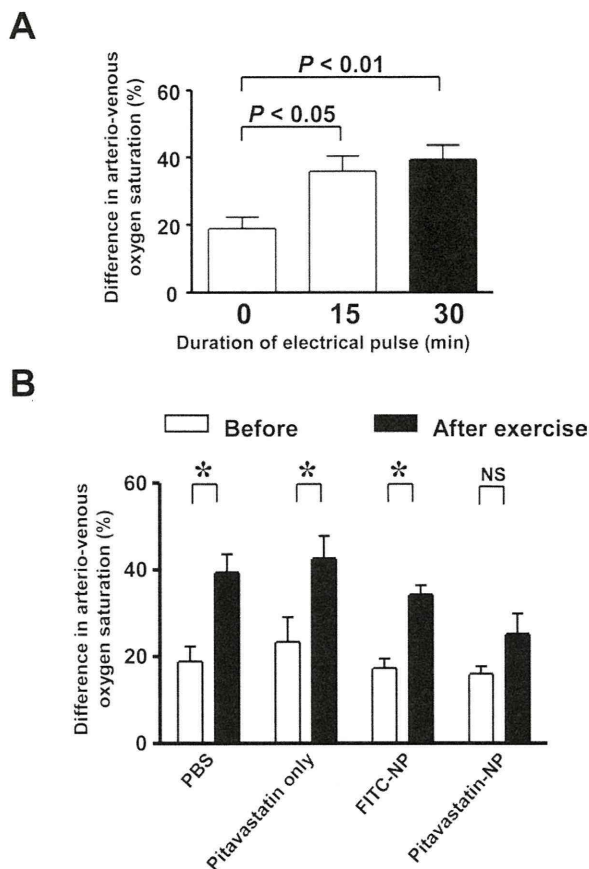 A
Difference in arterio-venous
oxygen saturation (%)
60
40
20
0
P < 0.01
P < 0.05
0 15 30
Duration of electrical pulse (min)
B
Before After exercise
Difference in arterio-venous
oxygen saturation (%)
60
40
20
0
* * * NS
PBS
Pitavastatin only
FITC-NP
Pitavastatin-NP